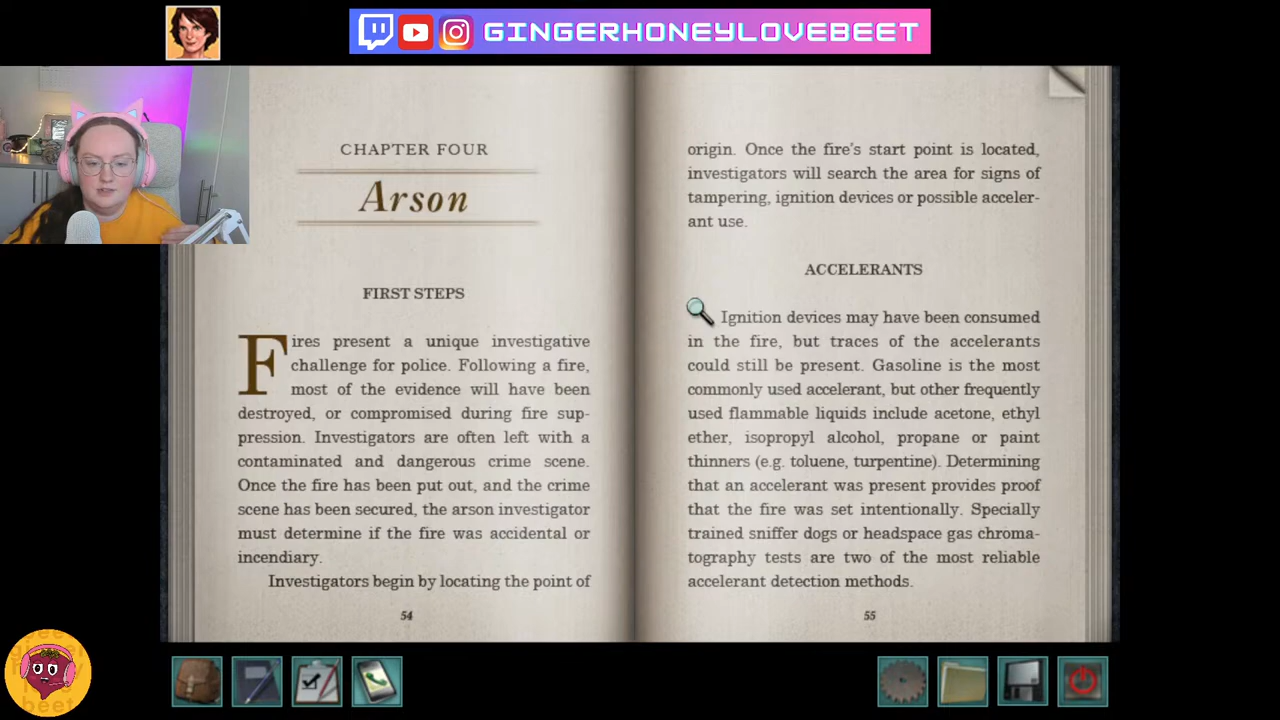 GINGERHONEYLOVEBEET
CHAPTER FOUR
Arson
FIRST STEPS
Fires present a unique investigative
challenge for police. Following a fire,
most of the evidence will have been
destroyed, or compromised during fire sup-
pression. Investigators are often left with a
contaminated and dangerous crime scene.
Once the fire has been put out, and the crime
scene has been secured, the arson investigator
must determine if the fire was accidental or
incendiary.
Investigators begin by locating the point of
54
origin. Once the fire's start point is located,
investigators will search the area for signs of
tampering, ignition devices or possible acceler-
ant use.
ACCELERANTS
Ignition devices may have been consumed
in the fire, but traces of the accelerants
could still be present. Gasoline is the most
commonly used accelerant, but other frequently
used flammable liquids include acetone, ethyl
ether, isopropyl alcohol, propane or paint
thinners (e.g. toluene, turpentine). Determining
that an accelerant was present provides proof
that the fire was set intentionally. Specially
trained sniffer dogs or headspace gas chroma-
tography tests are two of the most reliable
accelerant detection methods.
55
beet